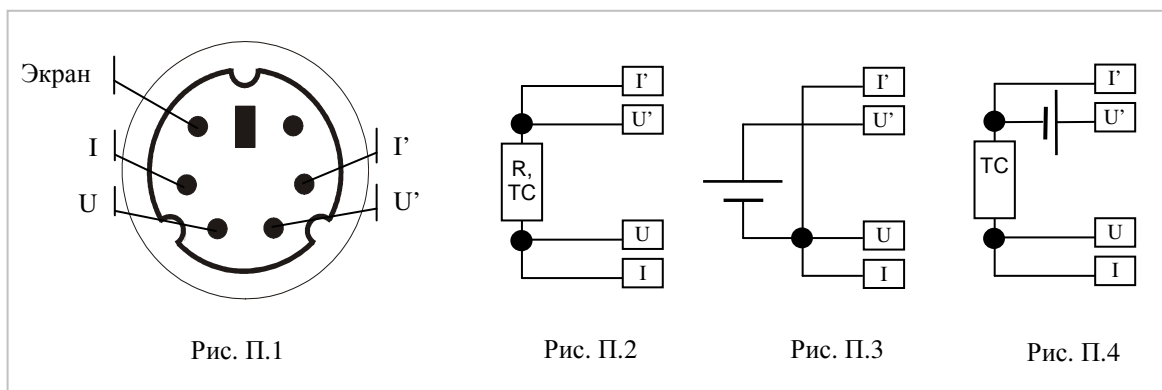 Экран
I
U
I’
U’
Рис. П.1
I’
U’
R,
TC
U
I
Рис. П.2
I’
U’
U
I
Рис. П.3
I’
U’
TC
U
I
Рис. П.4